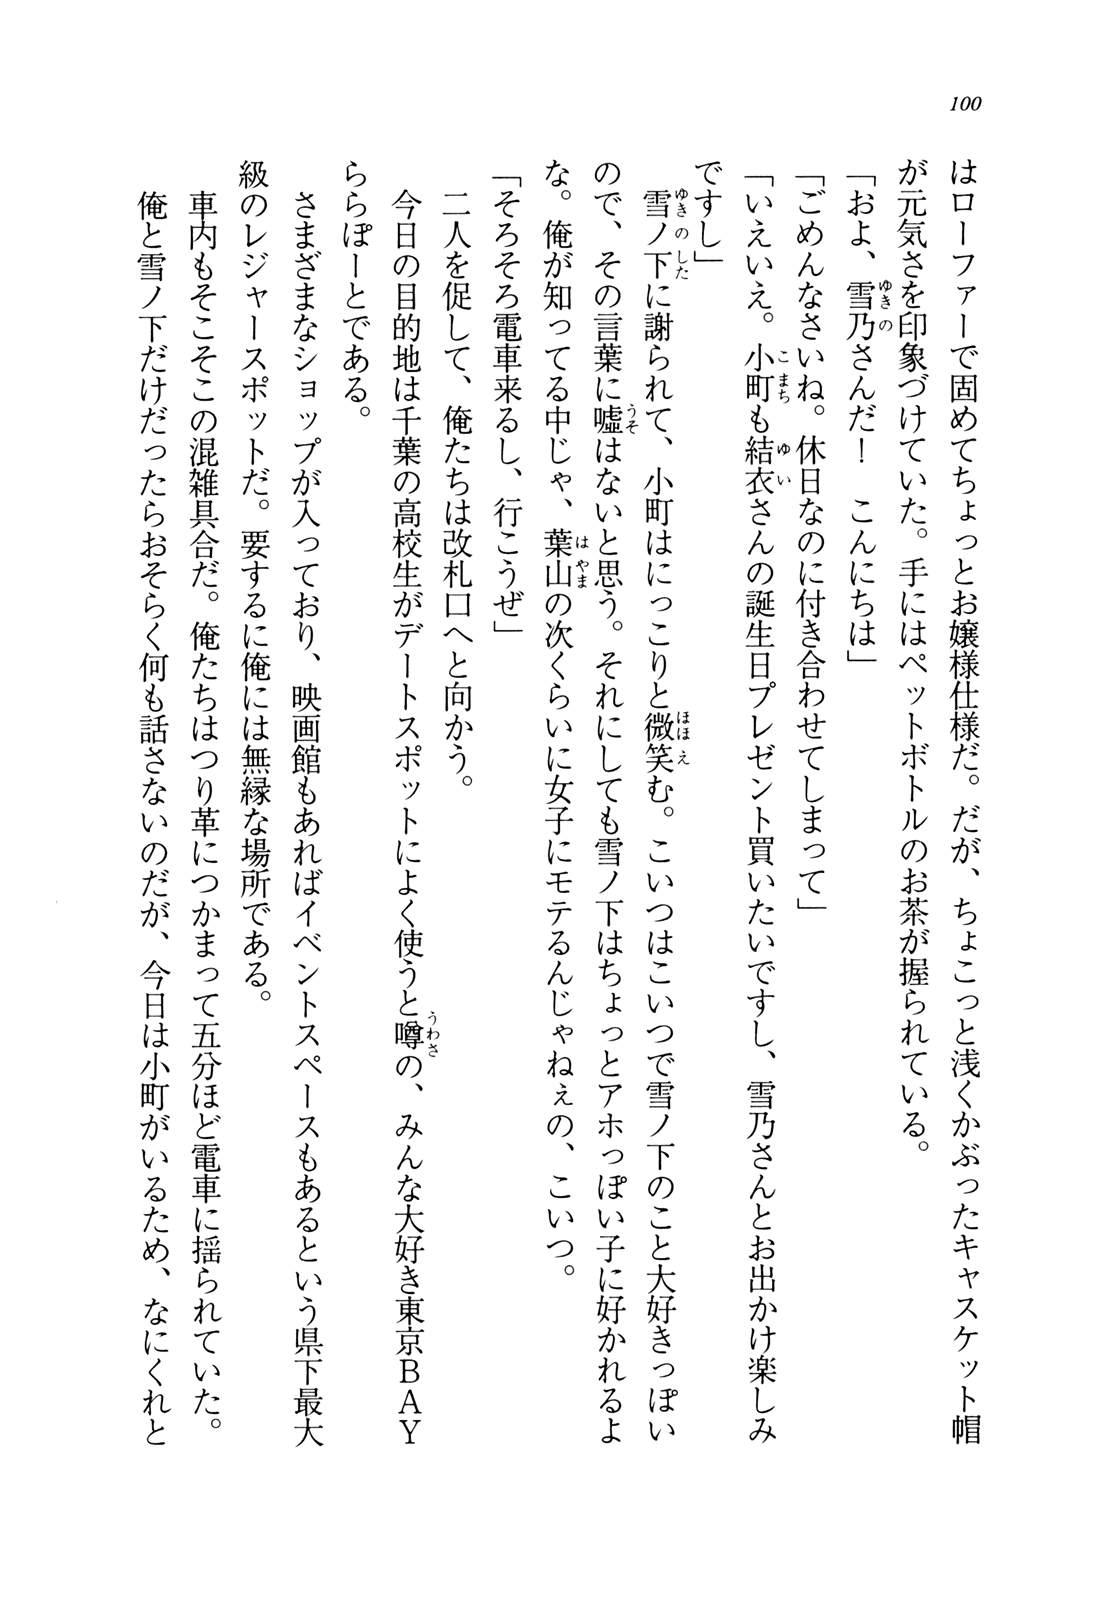 100
はローファーで固めてちょっとお嬢様仕様だ。だが、ちょこっと浅くかぶったキャスケット帽
が元気さを印象づけていた。手にはペットボトルのお茶が握られている。
「およ、雪乃さんだ！　こんにちは」
「ごめんなさいね。休日なのに付き合わせてしまって」
「いえいえ。小町も結衣さんの誕生日プレゼント買いたいですし、雪乃さんとお出かけ楽しみ
ですし」
　雪ノ下に謝られて、小町はにっこりと微笑む。こいつはこいつで雪ノ下のこと大好きっぽい
ので、その言葉に嘘はないと思う。それにしても雪ノ下はちょっとアホっぽい子に好かれるよ
な。俺が知ってる中じゃ、葉山の次くらいに女子にモテるんじゃねぇの、こいつ。
「そろそろ電車来るし、行こうぜ」
　二人を促して、俺たちは改札口へと向かう。
　今日の目的地は千葉の高校生がデートスポットによく使うと噂の、みんな大好き東京ＢＡＹ
ららぽーとである。
　さまざまなショップが入っており、映画館もあればイベントスペースもあるという県下最大
級のレジャースポットだ。要するに俺には無縁な場所である。
　車内もそこそこの混雑具合だ。俺たちはつり革につかまって五分ほど電車に揺られていた。
　俺と雪ノ下だけだったらおそらく何も話さないのだが、今日は小町がいるため、なにくれと